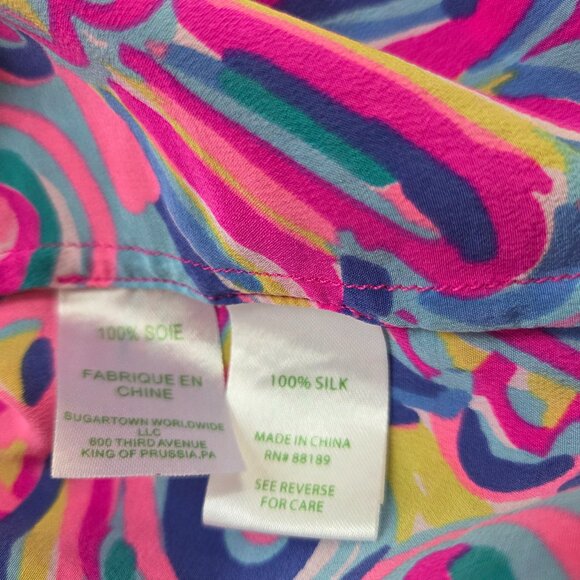 100% SOIE
FABRIQUE EN
CHINE
SUGARTOWN WORLDWIDE
LLC
800 THIRD AVENUE
KING OF PRUSSIA,PA
100% SILK
MADE IN CHINA
RN# 88189
SEE REVERSE
FOR CARE